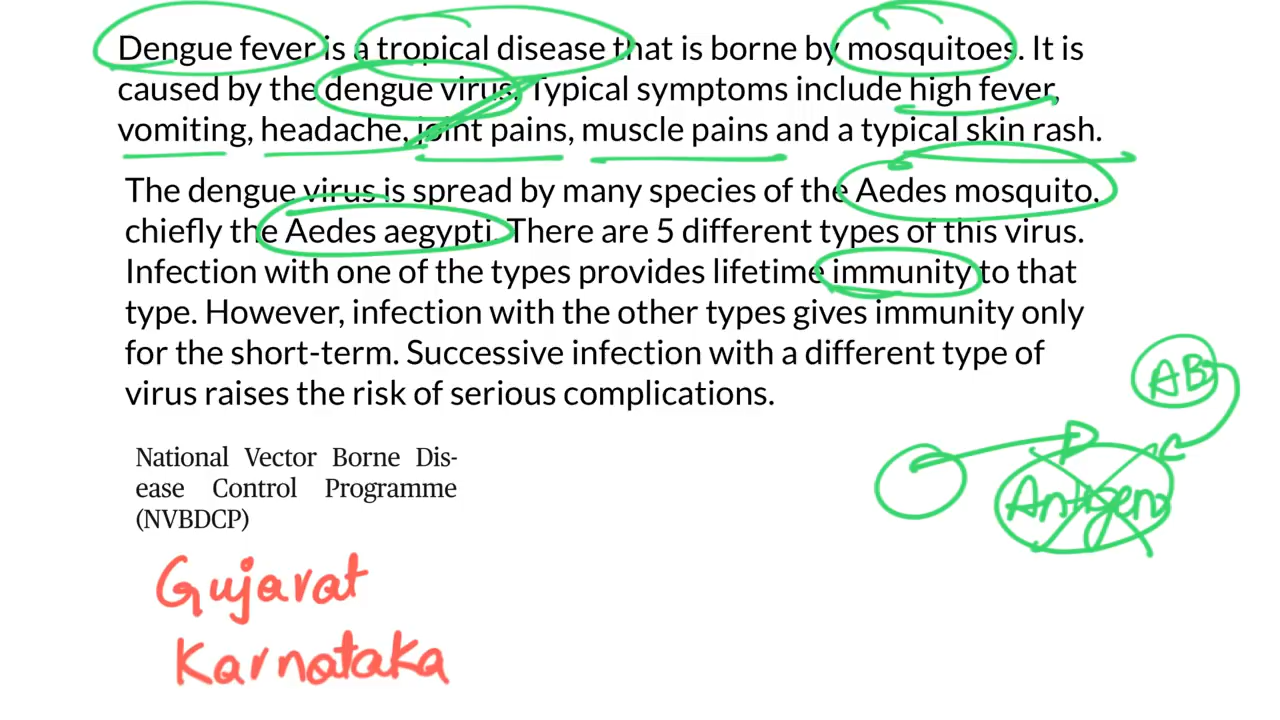 Dengue fever is a tropical disease that is borne by mosquitoes. It is
caused by the dengue virus. Typical symptoms include high fever,
vomiting, headache, joint pains, muscle pains and a typical skin rash.
The dengue virus is spread by many species of the Aedes mosquito,
chiefly the Aedes aegypti. There are 5 different types of this virus.
Infection with one of the types provides lifetime immunity to that
type. However, infection with the other types gives immunity only
for the short-term. Successive infection with a different type of
virus raises the risk of serious complications.
AB
Antigens
National Vector Borne Dis-
ease Control Programme
(NVBDCP)
Gujarat
Karnataka